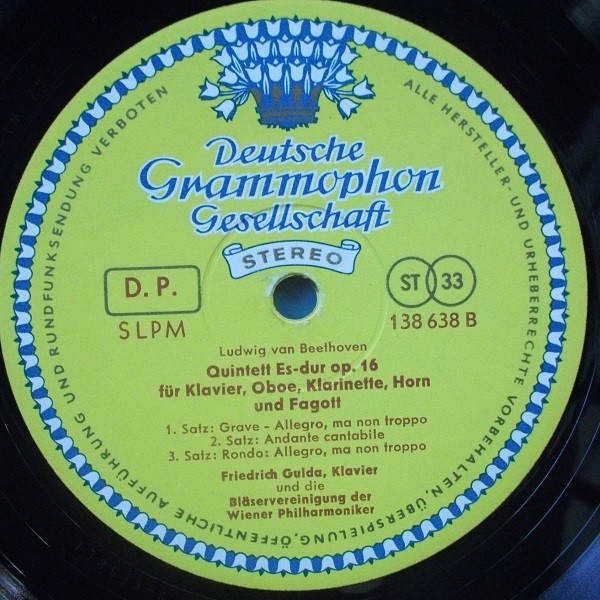 Deutsche
Grammophon
Gesellschaft
STEREO
D. P.
SLPM
ST 33
138 638 B
Ludwig van Beethoven
Quintett Es-dur op. 16
für Klavier, Oboe, Klarinette, Horn
und Fagott
1. Satz: Grave - Allegro, ma non troppo
2. Satz: Andante cantabile
3. Satz: Rondo: Allegro, ma non troppo
Friedrich Gulda, Klavier
und die
Bläservereinigung der
Wiener Philharmoniker
ALLE HERSTELLER- UND URHEBERRECHTE VORBEHALTEN, ÜBERSPIELUNG, ÖFFENTLICHE AUFFÜHRUNG UND RUNDFUNKSENDUNG VERBOTEN